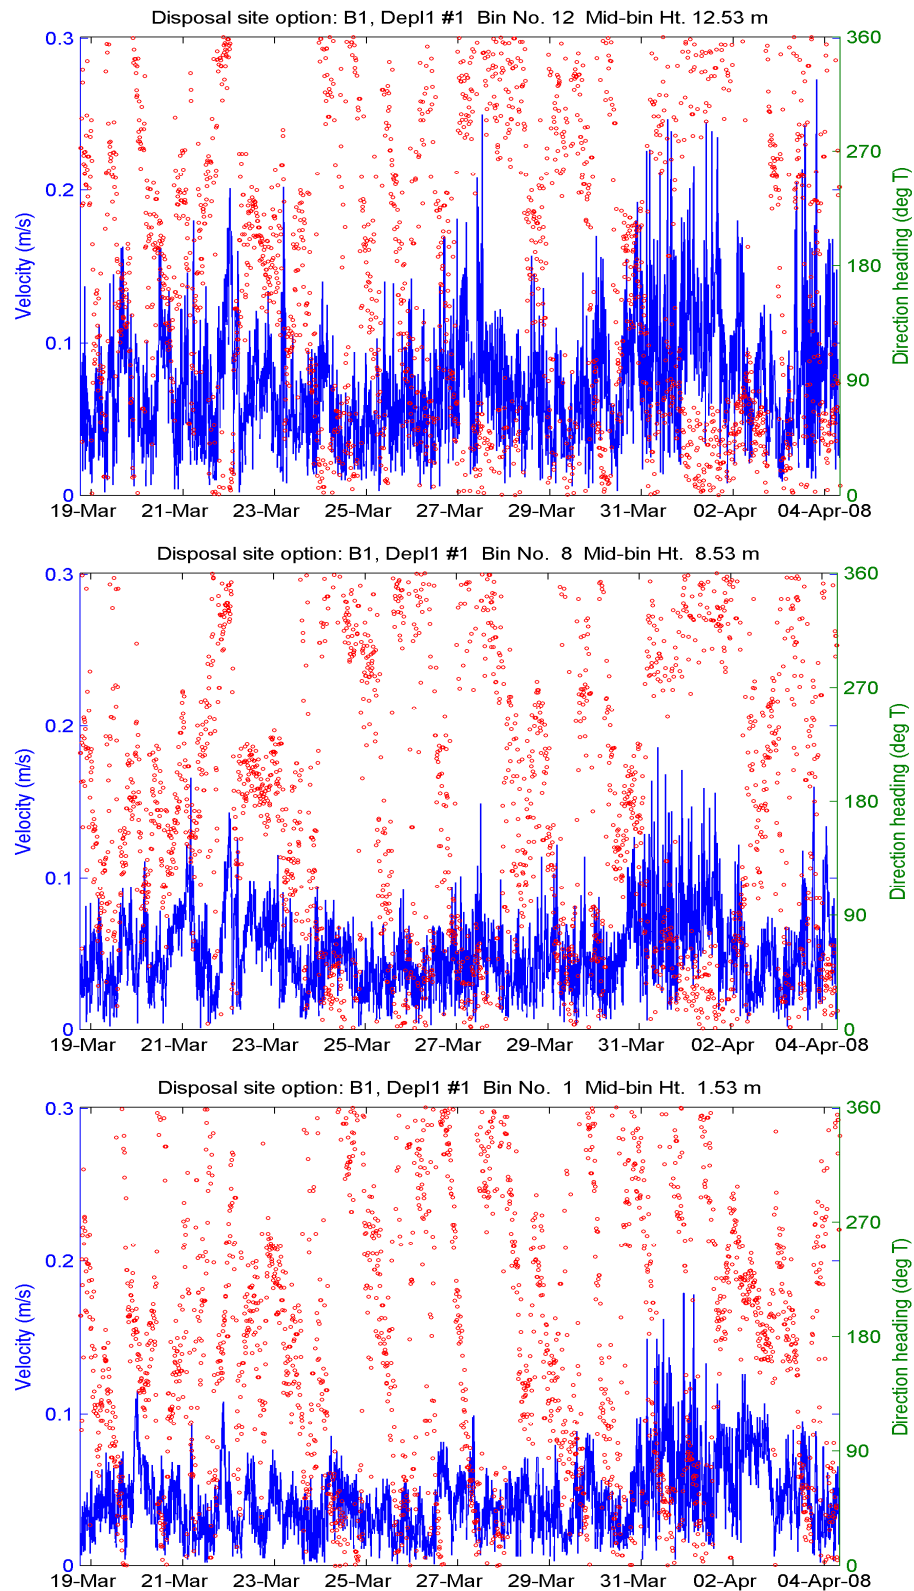 Disposal site option: B1, Depl1 #1 Bin No. 12 Mid-bin Ht. 12.53 m
0.3
0.2
0.1
0
Velocity (m/s)
360
270
180
90
0
Direction heading (deg T)
19-Mar 21-Mar 23-Mar 25-Mar 27-Mar 29-Mar 31-Mar 02-Apr 04-Apr-08
Disposal site option: B1, Depl1 #1 Bin No. 8 Mid-bin Ht. 8.53 m
0.3
0.2
0.1
0
Velocity (m/s)
360
270
180
90
0
Direction heading (deg T)
19-Mar 21-Mar 23-Mar 25-Mar 27-Mar 29-Mar 31-Mar 02-Apr 04-Apr-08
Disposal site option: B1, Depl1 #1 Bin No. 1 Mid-bin Ht. 1.53 m
0.3
0.2
0.1
0
Velocity (m/s)
360
270
180
90
0
Direction heading (deg T)
19-Mar 21-Mar 23-Mar 25-Mar 27-Mar 29-Mar 31-Mar 02-Apr 04-Apr-08